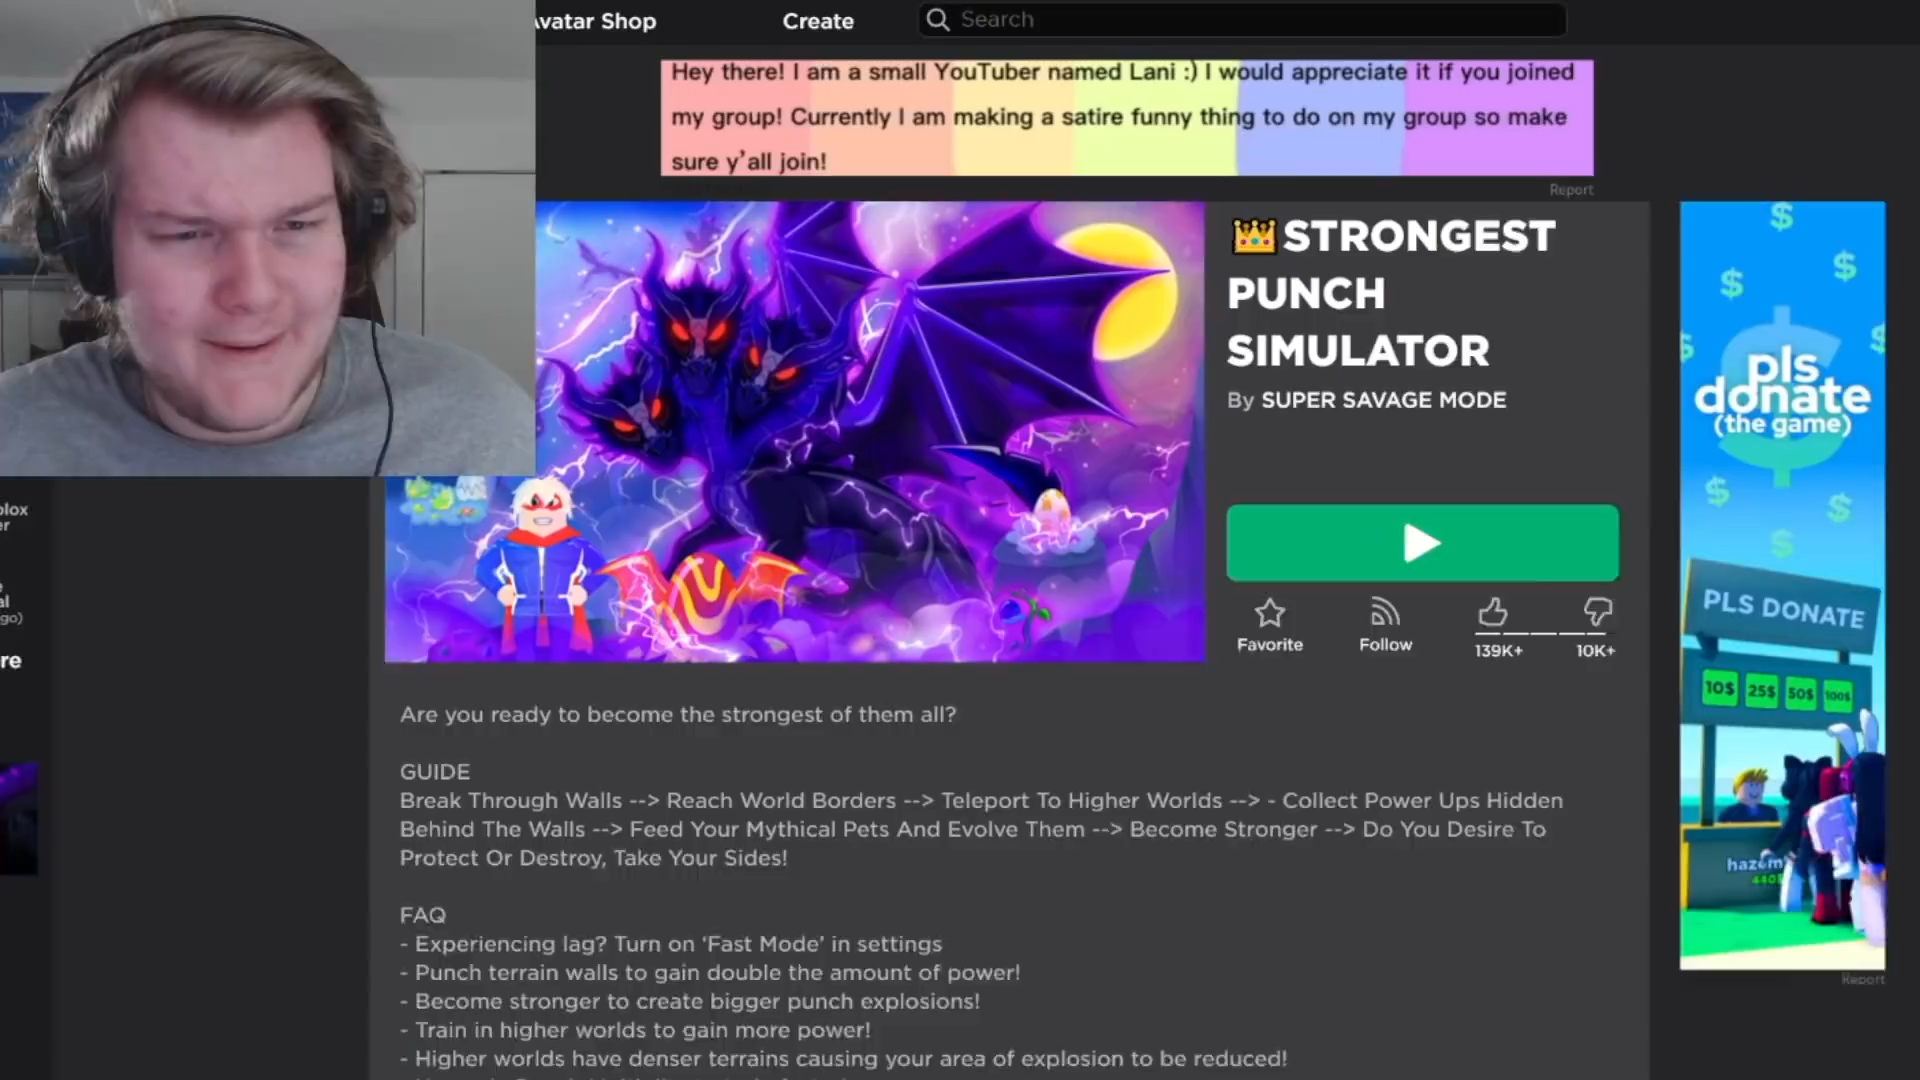 Avatar Shop
Create
Search
Hey there! I am a small YouTuber named Lani :) I would appreciate it if you joined
my group! Currently I am making a satire funny thing to do on my group so make
sure y'all join!
Report
👑STRONGEST
PUNCH
SIMULATOR
By SUPER SAVAGE MODE
Favorite
Follow
139K+
10K+
pls
donate
(the game)
PLS DONATE
10$ 25$ 50$ 100$
Report
Are you ready to become the strongest of them all?
GUIDE
Break Through Walls --> Reach World Borders --> Teleport To Higher Worlds --> - Collect Power Ups Hidden
Behind The Walls --> Feed Your Mythical Pets And Evolve Them --> Become Stronger --> Do You Desire To
Protect Or Destroy, Take Your Sides!
FAQ
- Experiencing lag? Turn on ‘Fast Mode’ in settings
- Punch terrain walls to gain double the amount of power!
- Become stronger to create bigger punch explosions!
- Train in higher worlds to gain more power!
- Higher worlds have denser terrains causing your area of explosion to be reduced!